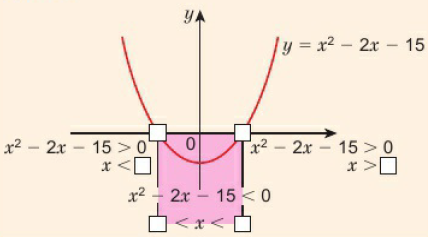 y
y = x² − 2x − 15
0
x² − 2x − 15 > 0
x < □
x² − 2x − 15 > 0
x > □
x² − 2x − 15 < 0
□ < x < □